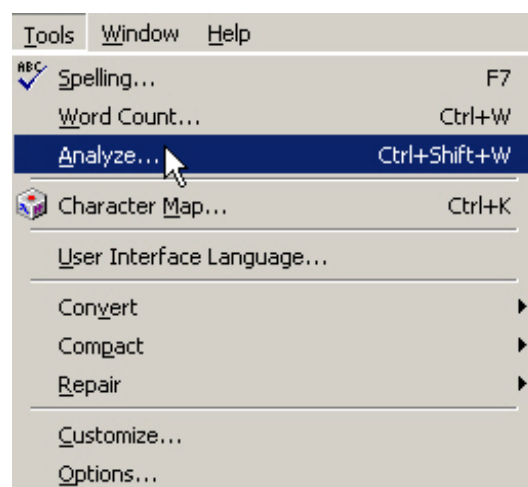 Tools Window Help
ABC Spelling... F7
Word Count... Ctrl+W
Analyze... Ctrl+Shift+W
Character Map... Ctrl+K
User Interface Language...
Convert
Compact
Repair
Customize...
Options...